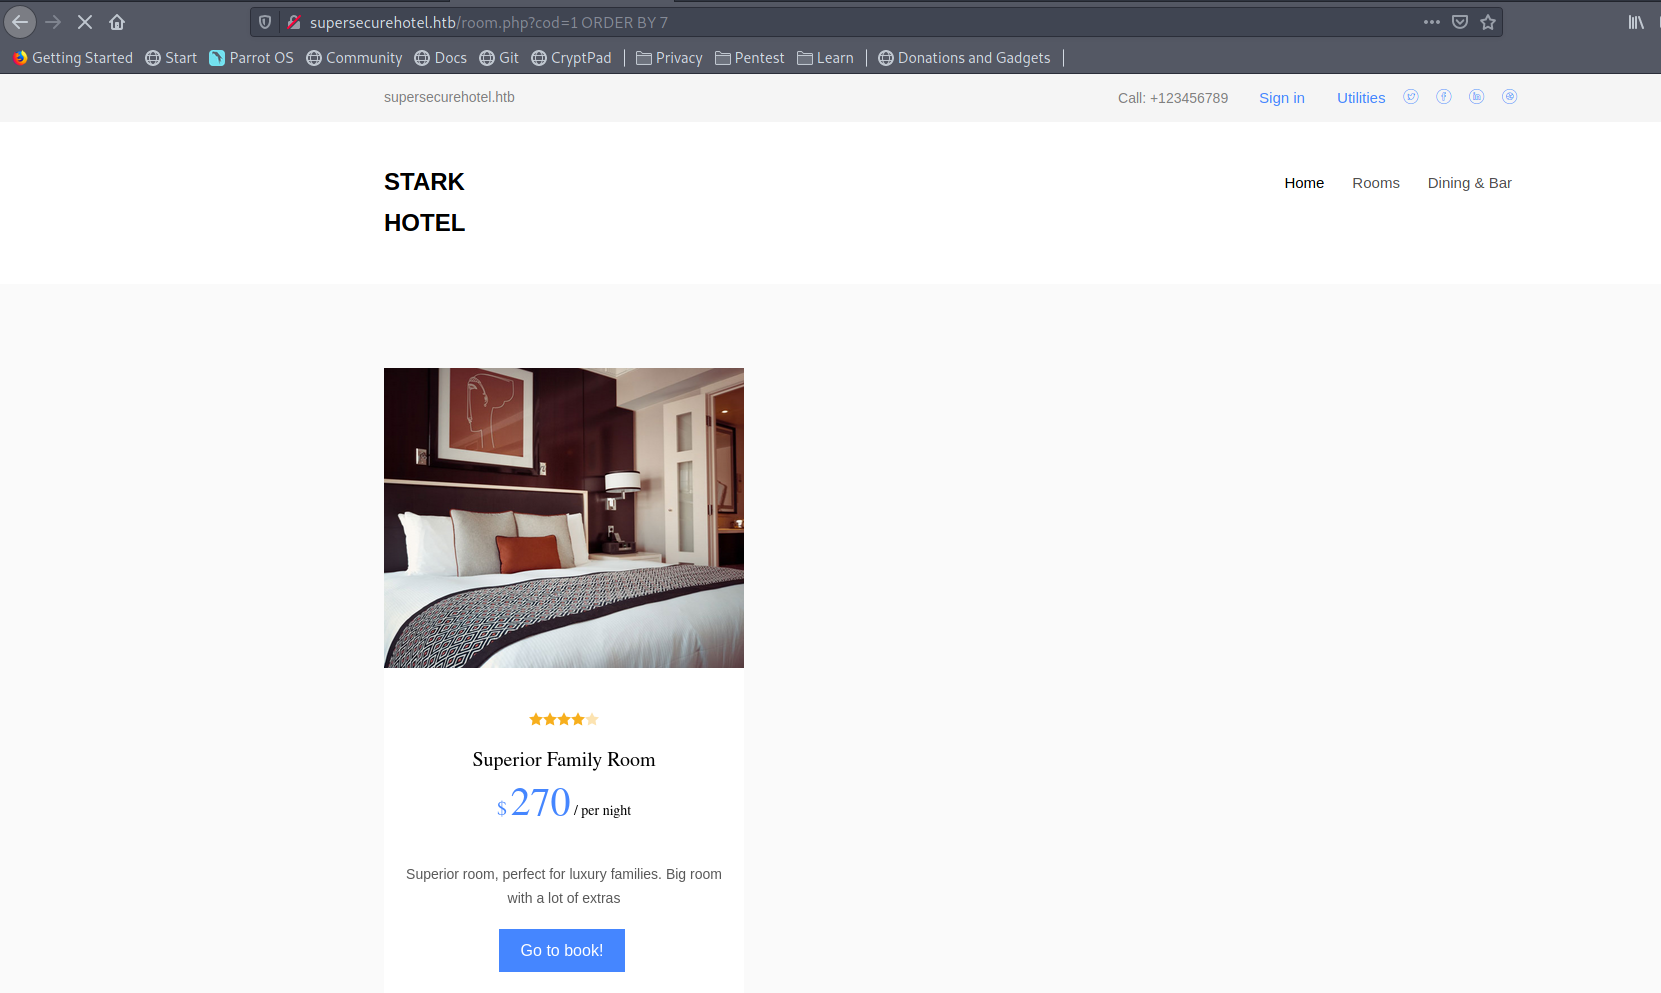 supersecurehotel.htb/room.php?cod=1 ORDER BY 7
Getting Started Start Parrot OS Community Docs Git CryptPad Privacy Pentest Learn Donations and Gadgets
supersecurehotel.htb Call: +123456789 Sign in Utilities
STARK
HOTEL
Home Rooms Dining & Bar
Superior Family Room
$ 270 / per night
Superior room, perfect for luxury families. Big room
with a lot of extras
Go to book!